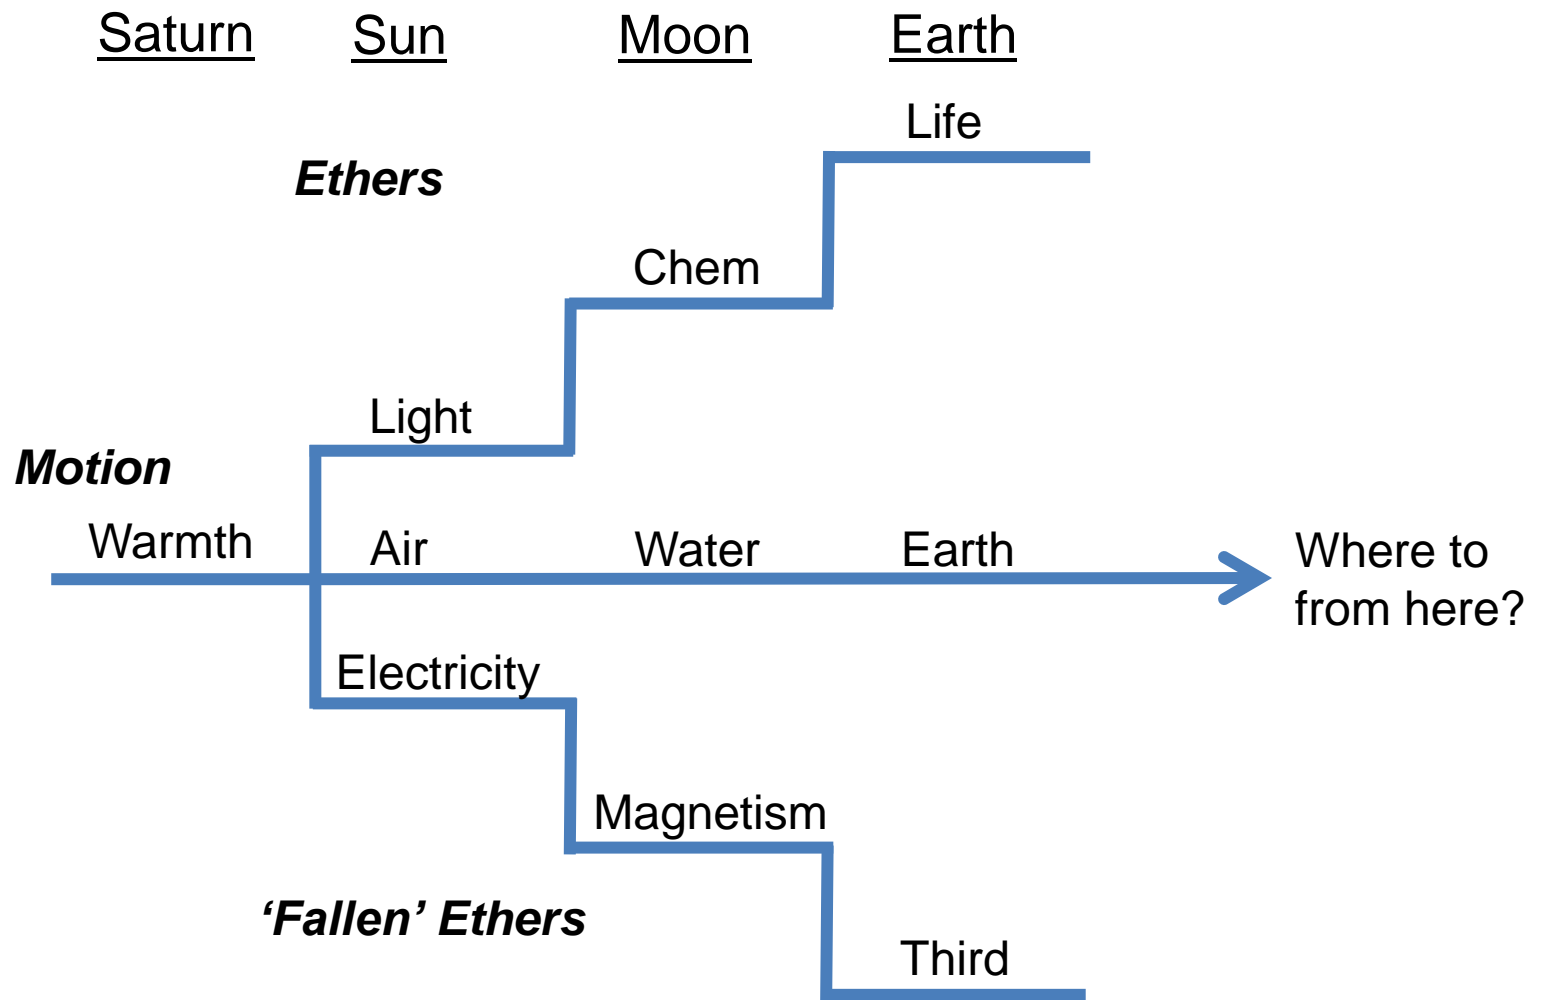 Saturn Sun Moon Earth
Life
Ethers
Chem
Light
Motion
Warmth Air Water Earth Where to
from here?
Electricity
Magnetism
‘Fallen’ Ethers
Third